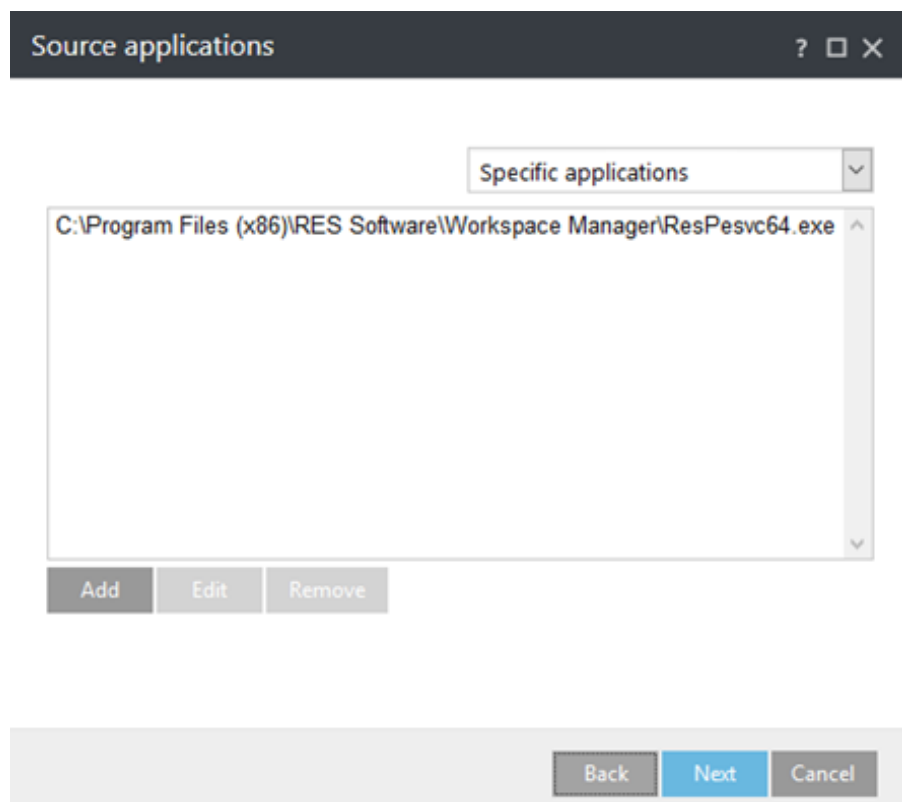 Source applications
?
Specific applications
C:\Program Files (x86)\RES Software\Workspace Manager\ResPesvc64.exe
Add Edit Remove
Back Next Cancel